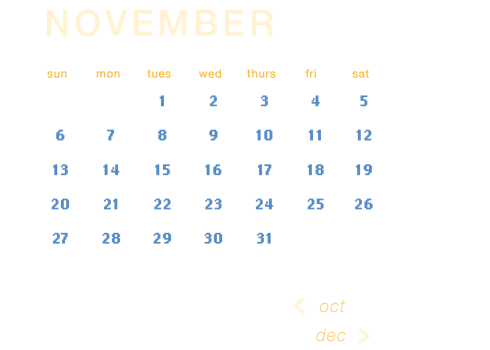 NOVEMBER
sun mon tues wed thurs fri sat
1 2 3 4 5
6 7 8 9 10 11 12
13 14 15 16 17 18 19
20 21 22 23 24 25 26
27 28 29 30 31
< oct
dec >